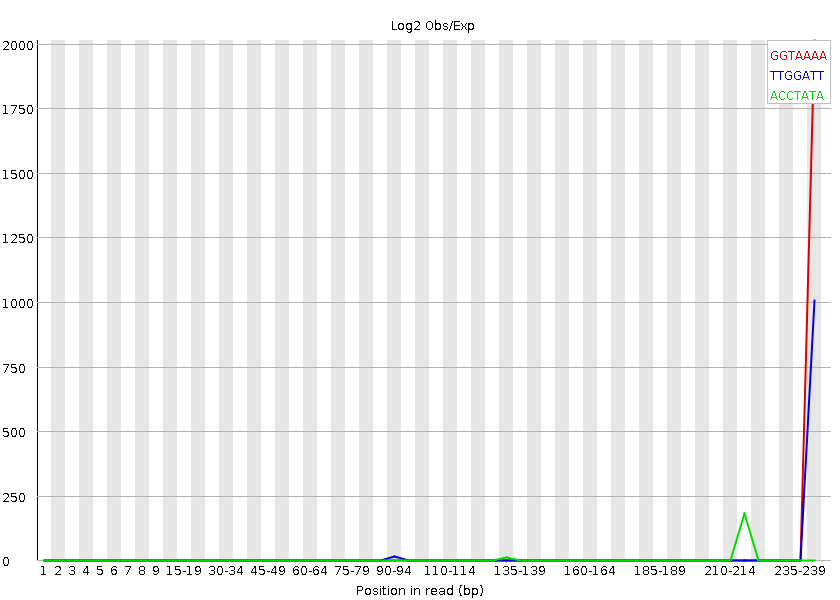 Log2 Obs/Exp
2000
1750
1500
1250
1000
750
500
250
0
GGTAAAA
TTGGATT
ACCTATA
1 2 3 4 5 6 7 8 9 15-19 30-34 45-49 60-64 75-79 90-94 110-114 135-139 160-164 185-189 210-214 235-239
Position in read (bp)